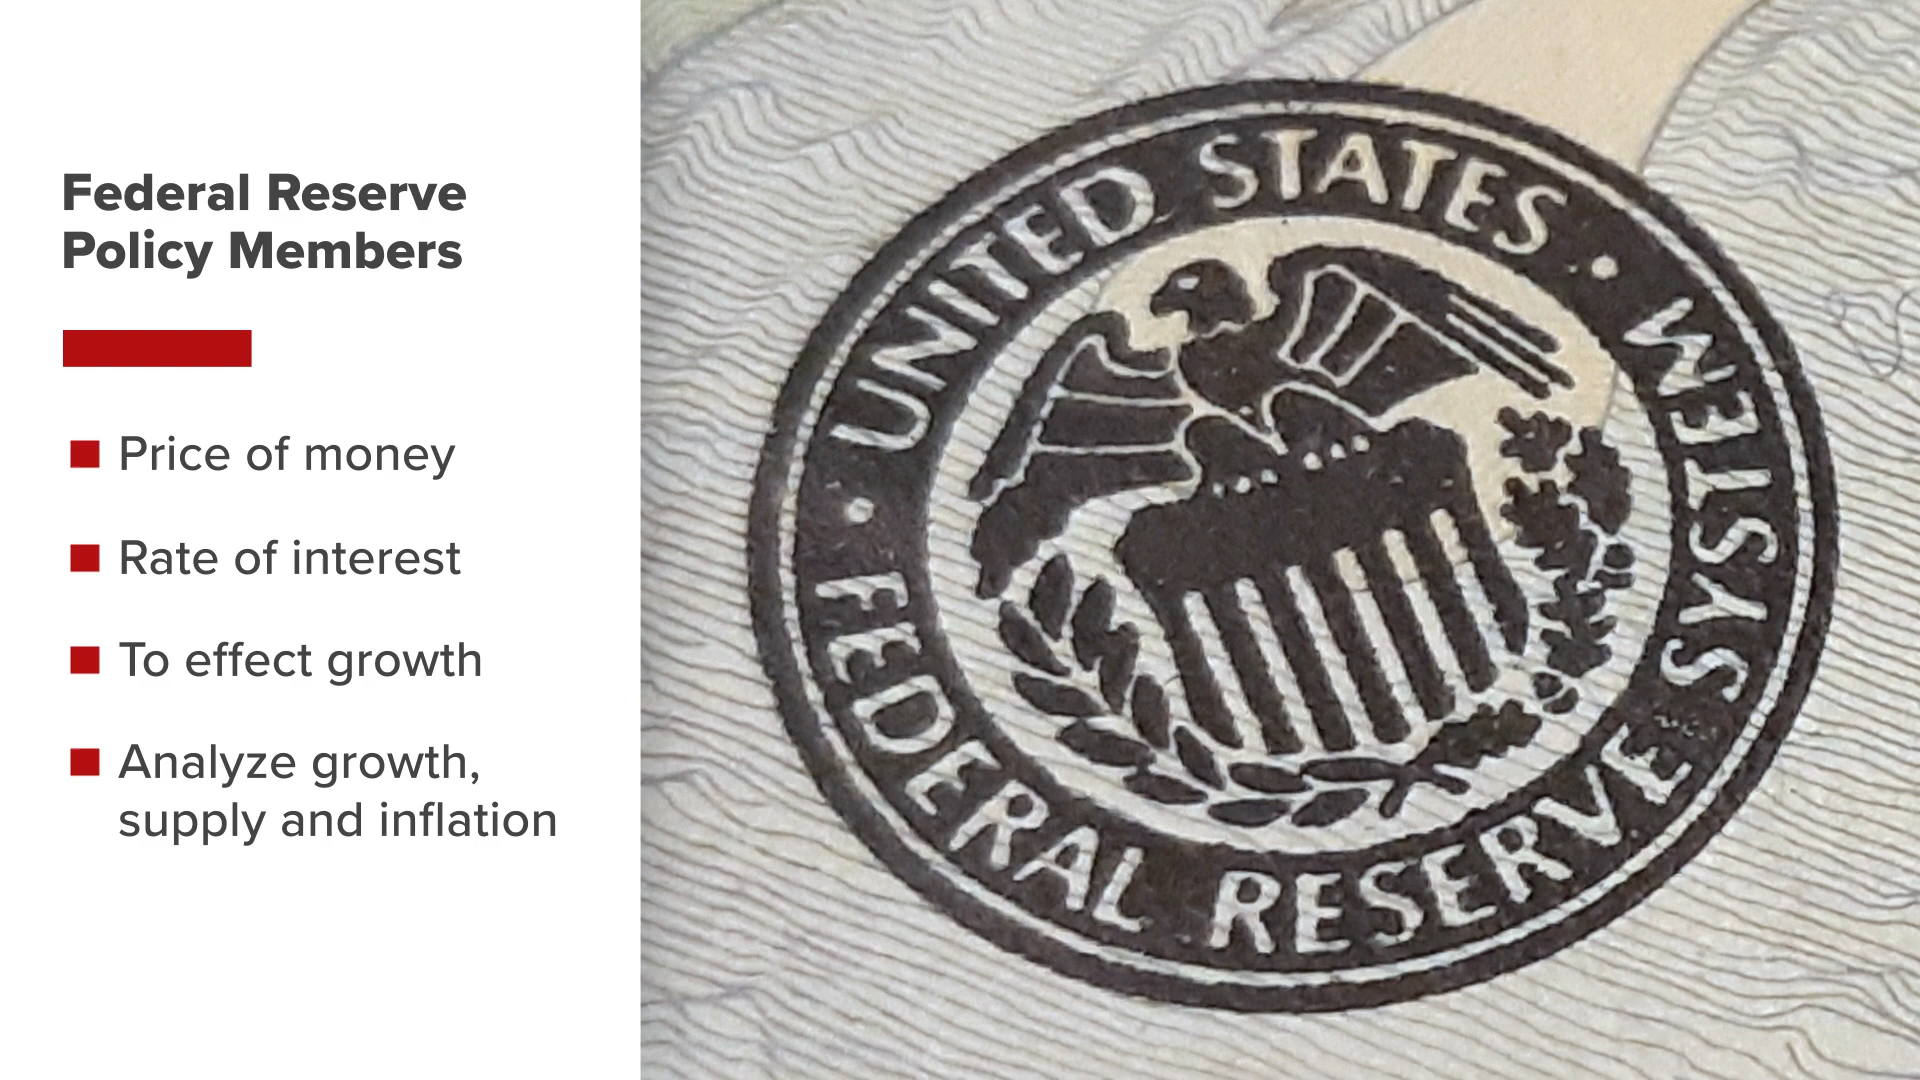 Federal Reserve
Policy Members
Price of money
Rate of interest
To effect growth
Analyze growth,
supply and inflation
UNITED STATES • FEDERAL RESERVE SYSTEM •